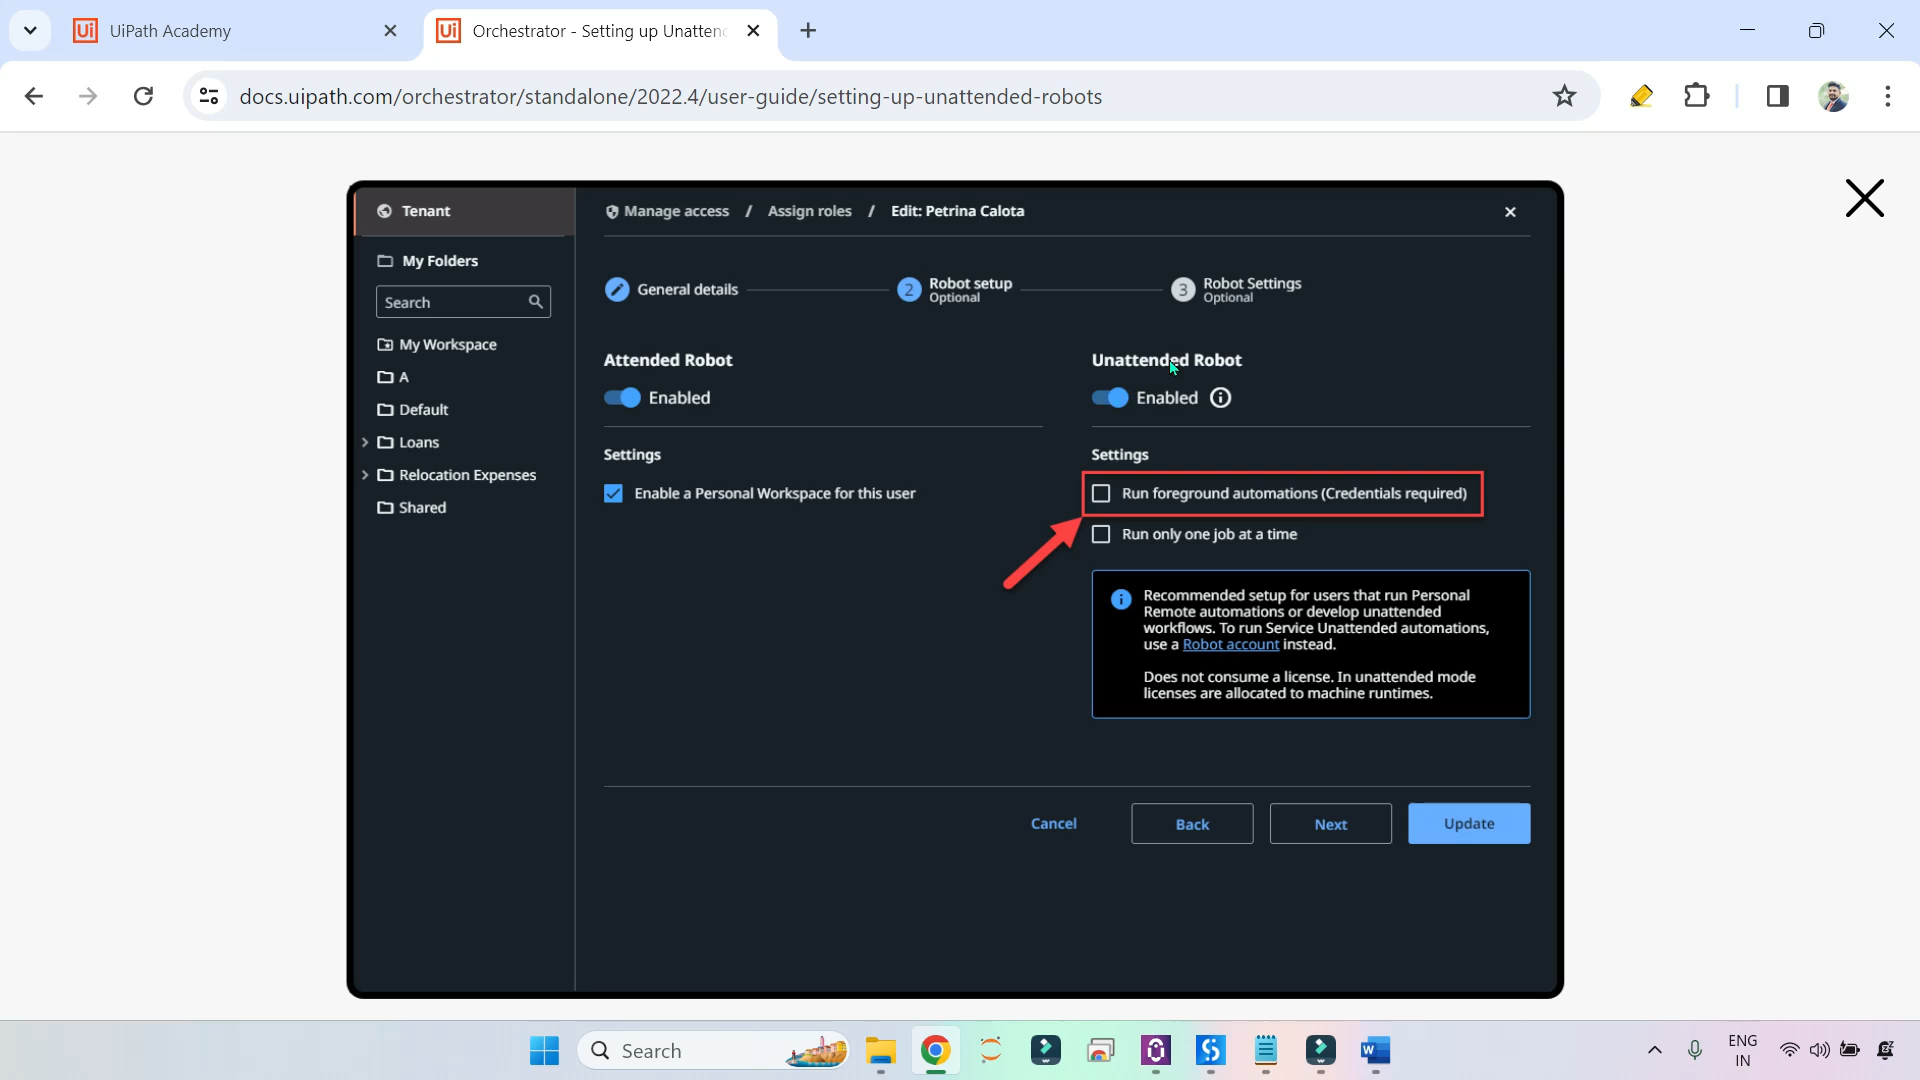 UiPath Academy
Orchestrator - Setting up Unatten
docs.uipath.com/orchestrator/standalone/2022.4/user-guide/setting-up-unattended-robots
Tenant
My Folders
Search
My Workspace
A
Default
Loans
Relocation Expenses
Shared
Manage access / Assign roles / Edit: Petrina Calota
General details
2 Robot setup
Optional
3 Robot Settings
Optional
Attended Robot
Enabled
Settings
Enable a Personal Workspace for this user
Unattended Robot
Enabled
Settings
Run foreground automations (Credentials required)
Run only one job at a time
Recommended setup for users that run Personal
Remote automations or develop unattended
workflows. To run Service Unattended automations,
use a Robot account instead.
Does not consume a license. In unattended mode
licenses are allocated to machine runtimes.
Cancel
Back
Next
Update
Search
ENG
IN